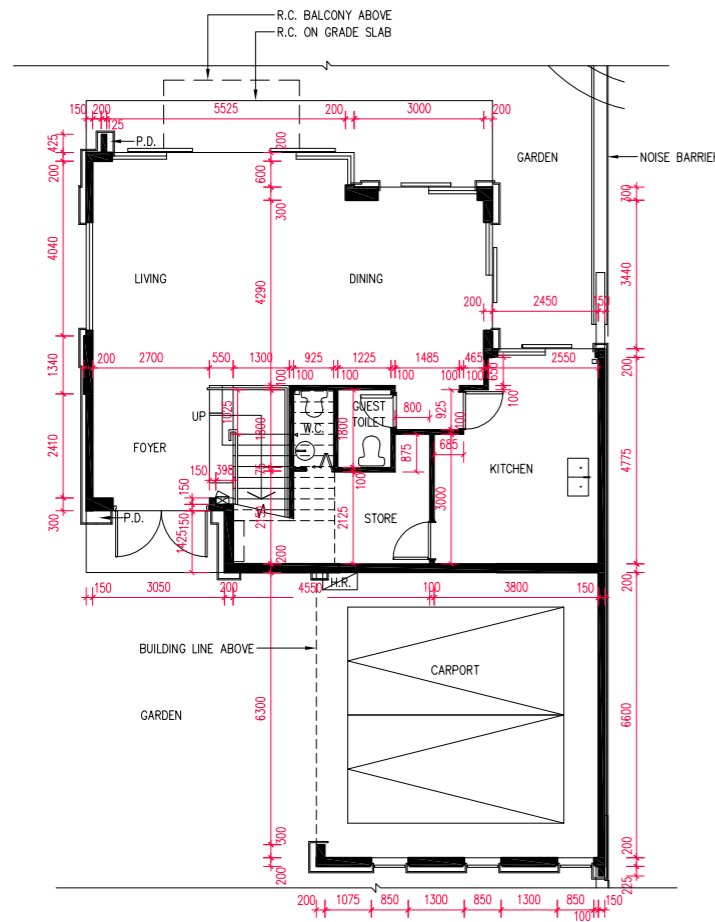 R.C. BALCONY ABOVE
R.C. ON GRADE SLAB
150 200 5525 200 3000 200
125
425
P.D.
200
GARDEN
NOISE BARRIER
200
600
300
300
4040
LIVING
DINING
4290
3440
200 2450 150
1340
200 2700 550 1300 925 1225 1485 465 2550
100 100 100 100 100
650
200
100
UP
1025
1800
W.C.
GUEST
TOILET
1800
800
925
100
2410
FOYER
150 398
75
100
875
685
KITCHEN
4775
150
300
P.D.
150
1425
2125
2125
STORE
3000
200
H.R.
150 3050 200 4550 100 3800 150
200
BUILDING LINE ABOVE
CARPORT
GARDEN
6300
6600
300
200
200
225
200 1075 850 1300 850 1300 850 150
100